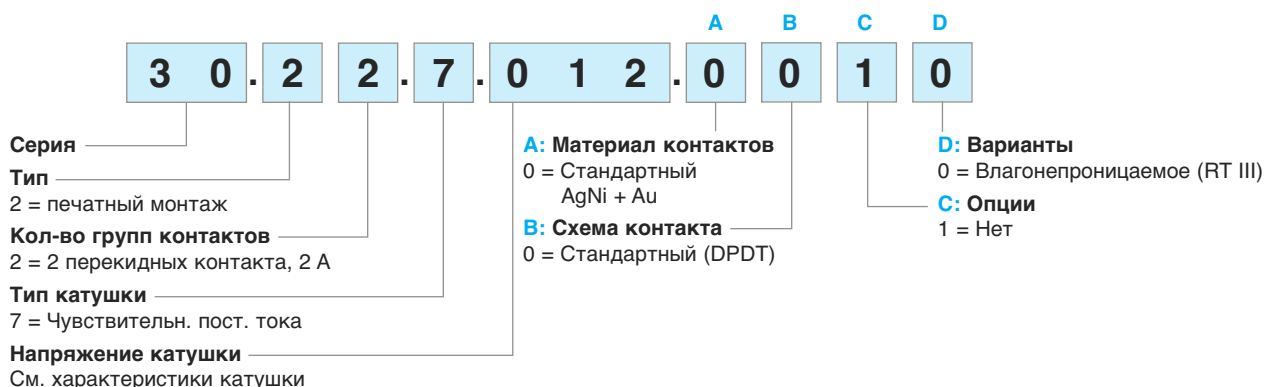 A B C D
3 0 . 2 2 . 7 . 0 1 2 . 0 0 1 0
Серия
Тип
2 = печатный монтаж
Кол-во групп контактов
2 = 2 перекидных контакта, 2 А
Тип катушки
7 = Чувствительн. пост. тока
Напряжение катушки
См. характеристики катушки
A: Материал контактов
0 = Стандартный
AgNi + Au
B: Схема контакта
0 = Стандартный (DPDT)
D: Варианты
0 = Влагонепроницаемое (RT III)
C: Опции
1 = Нет